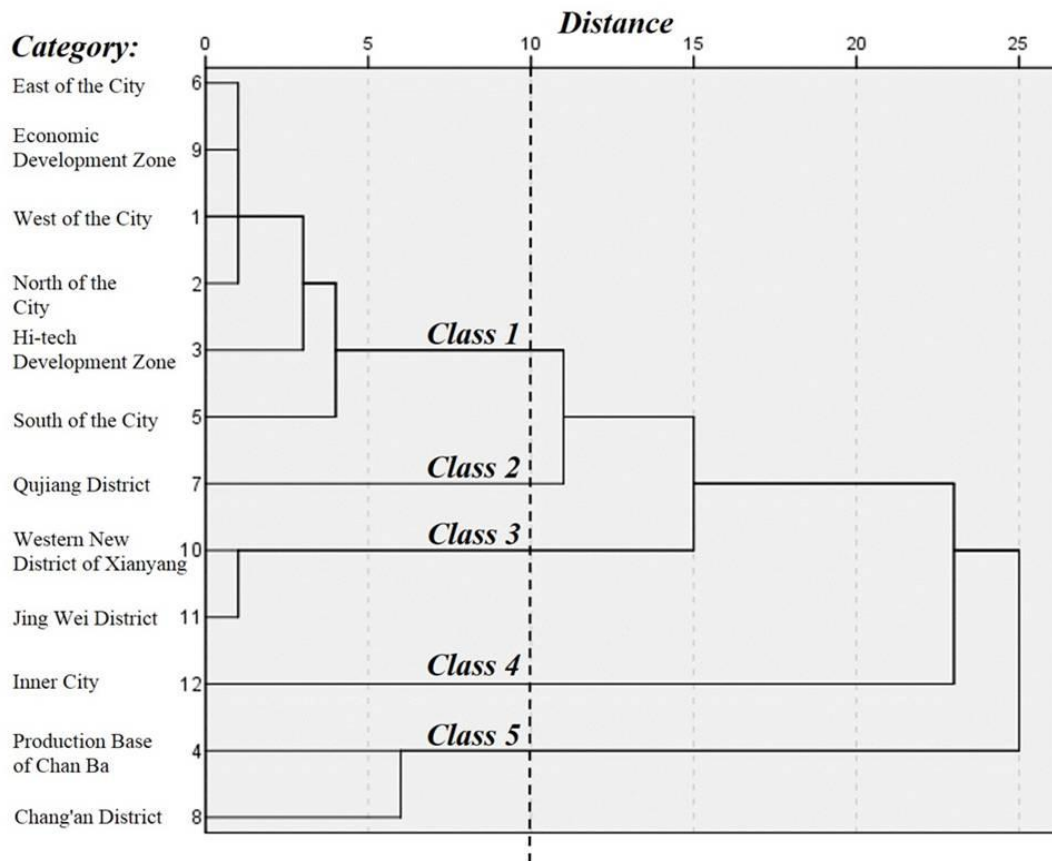 Distance
Category:
0 5 10 15 20 25
East of the City 6
Economic
Development Zone 9
West of the City 1
North of the 2
City
Hi-tech
Development Zone 3
Class 1
South of the City 5
Class 2
Qujiang District 7
Western New
District of Xianyang 10
Class 3
Jing Wei District 11
Class 4
Inner City 12
Production Base 4
of Chan Ba
Class 5
Chang'an District 8